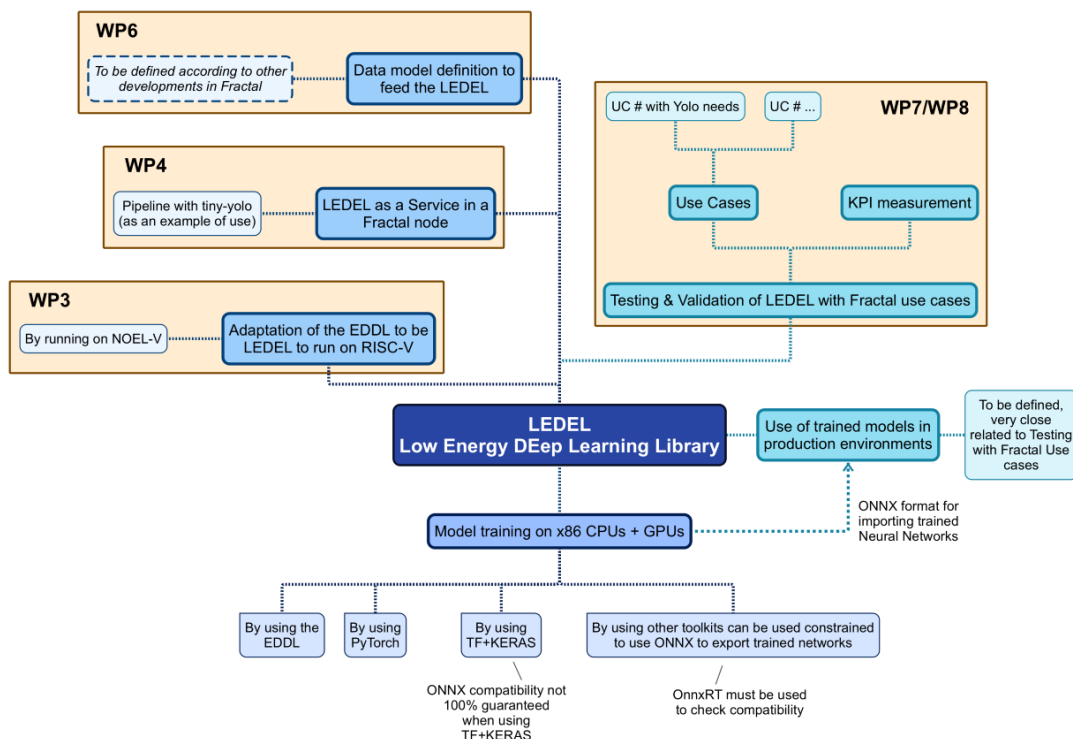 WP6
To be defined according to other
developments in Fractal
Data model definition to
feed the LEDEL
WP4
Pipeline with tiny-yolo
(as an example of use)
LEDEL as a Service in a
Fractal node
WP3
By running on NOEL-V
Adaptation of the EDDL to be
LEDEL to run on RISC-V
WP7/WP8
UC # with Yolo needs
UC # ...
Use Cases
KPI measurement
Testing & Validation of LEDEL with Fractal use cases
LEDEL
Low Energy DEep Learning Library
Use of trained models in
production environments
To be defined,
very close
related to Testing
with Fractal Use
cases
ONNX format for
importing trained
Neural Networks
Model training on x86 CPUs + GPUs
By using the
EDDL
By using
PyTorch
By using
TF+KERAS
By using other toolkits can be used constrained
to use ONNX to export trained networks
ONNX compatibility not
100% guaranteed
when using
TF+KERAS
OnnxRT must be used
to check compatibility